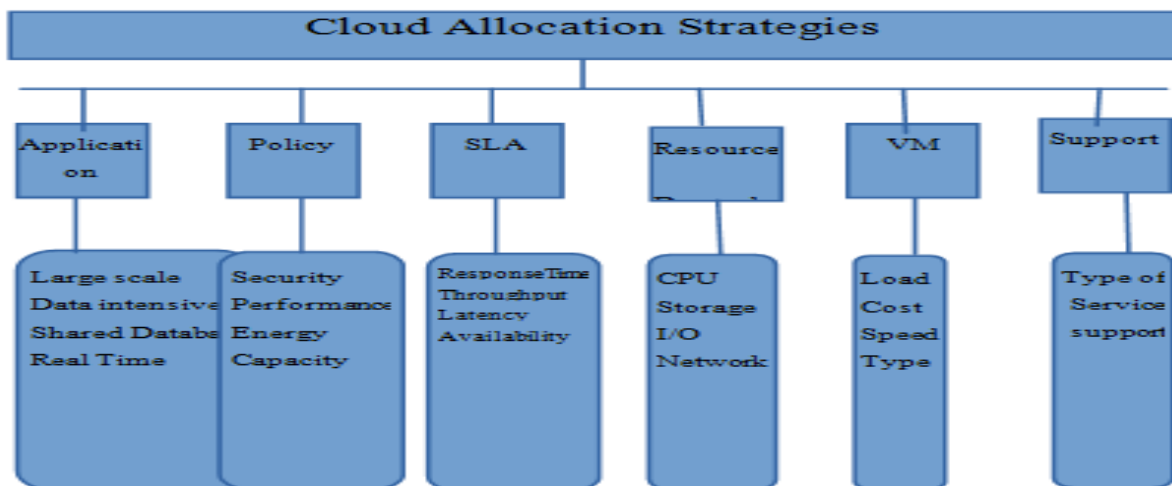 Cloud Allocation Strategies
Applicati
on
Policy
SLA
Resource
VM
Support
Large scale
Data intensive
Shared Databa
Real Time
Security
Performance
Energy
Capacity
ResponseTime
Throughput
Latency
Availability
CPU
Storage
I/O
Network
Load
Cost
Speed
Type
Type of
Service
support